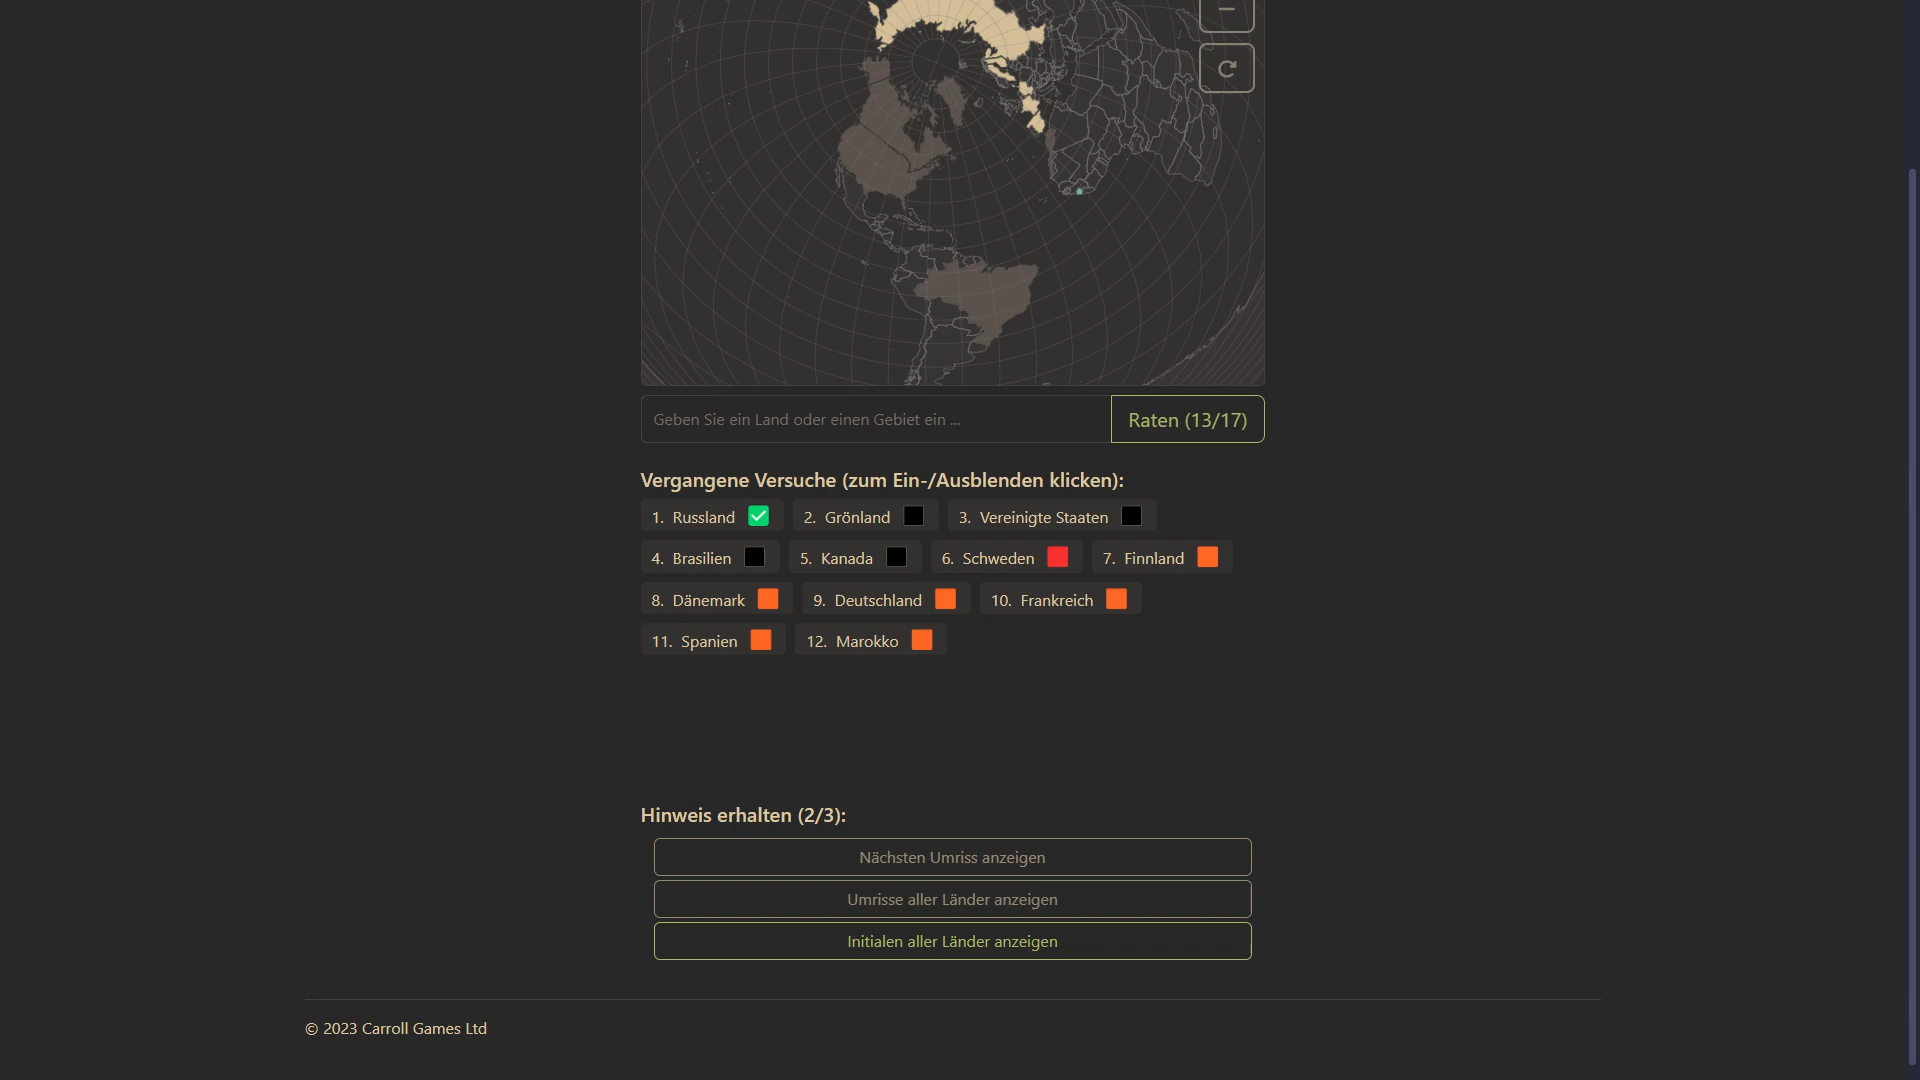 Geben Sie ein Land oder einen Gebiet ein ...
Raten (13/17)
Vergangene Versuche (zum Ein-/Ausblenden klicken):
1. Russland
2. Grönland
3. Vereinigte Staaten
4. Brasilien
5. Kanada
6. Schweden
7. Finnland
8. Dänemark
9. Deutschland
10. Frankreich
11. Spanien
12. Marokko
Hinweis erhalten (2/3):
Nächsten Umriss anzeigen
Umrisse aller Länder anzeigen
Initialen aller Länder anzeigen
© 2023 Carroll Games Ltd